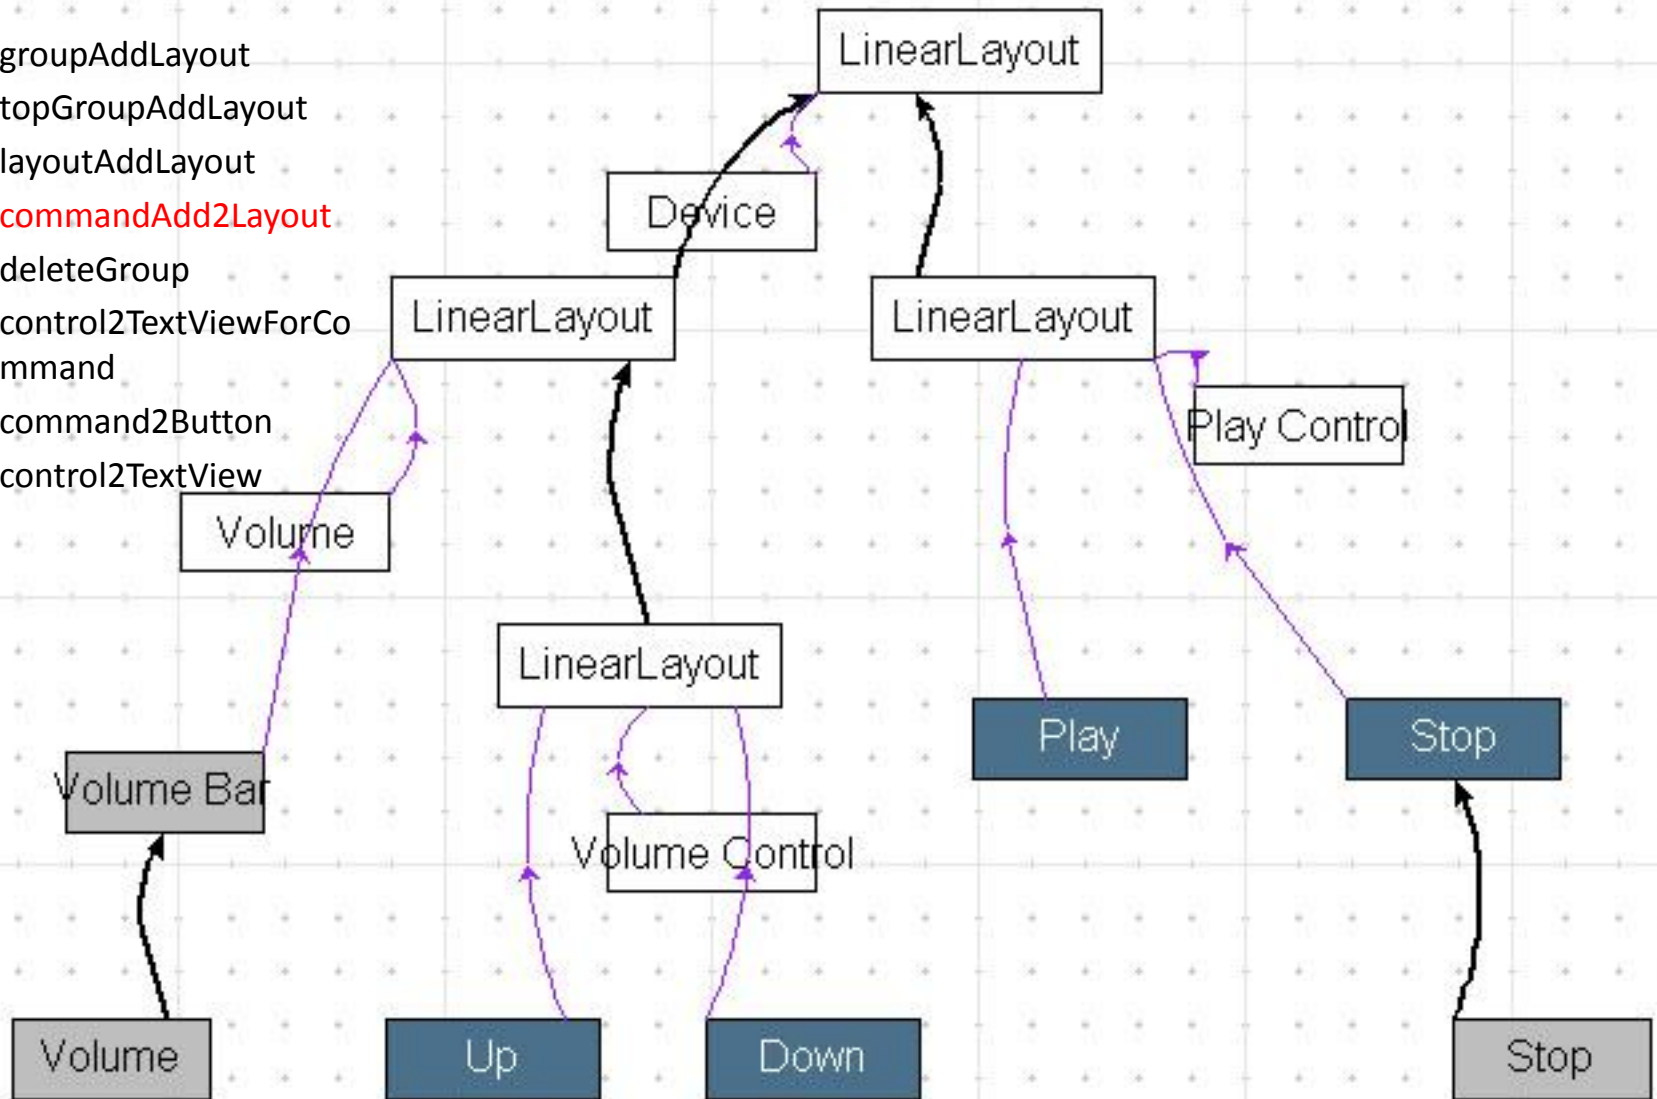 groupAddLayout
topGroupAddLayout
layoutAddLayout
commandAdd2Layout
deleteGroup
control2TextViewForCo
mmand
command2Button
control2TextView
LinearLayout
Device
LinearLayout
LinearLayout
Play Control
Volume
LinearLayout
Play
Stop
Volume Bar
Volume Control
Volume
Up
Down
Stop